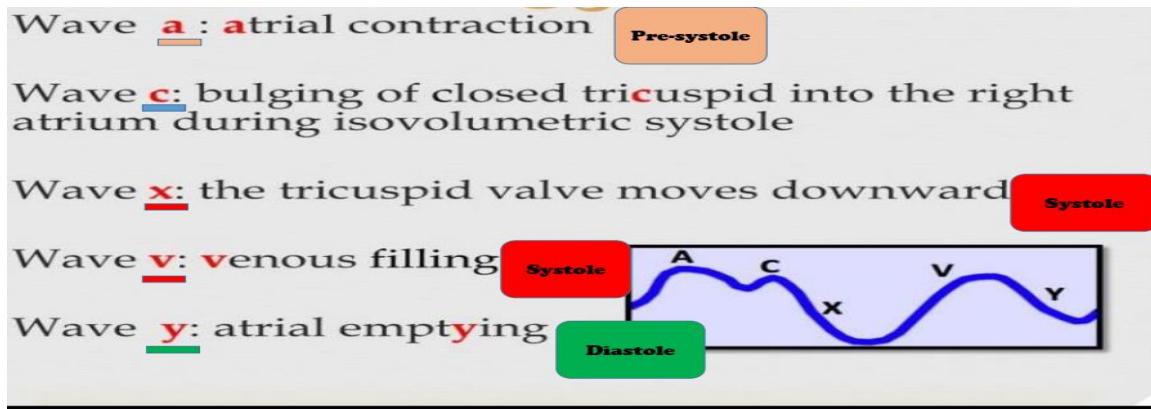 Wave a : atrial contraction Pre-systole
Wave c: bulging of closed tricuspid into the right
atrium during isovolumetric systole
Wave x: the tricuspid valve moves downward Systole
Wave v: venous filling Systole
Wave y: atrial emptying Diastole
A C X V Y